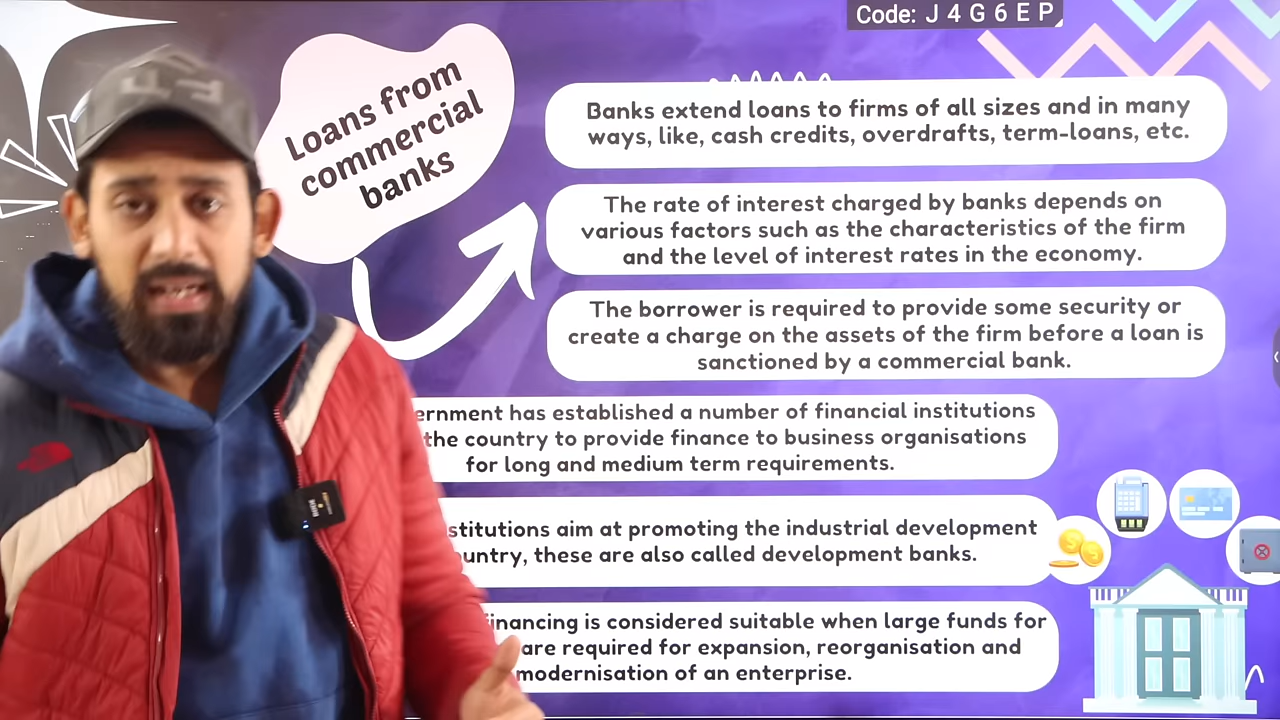 Code: J 4 G 6 E P
Loans from
commercial
banks
Banks extend loans to firms of all sizes and in many
ways, like, cash credits, overdrafts, term-loans, etc.
The rate of interest charged by banks depends on
various factors such as the characteristics of the firm
and the level of interest rates in the economy.
The borrower is required to provide some security or
create a charge on the assets of the firm before a loan is
sanctioned by a commercial bank.
has established a number of financial institutions
the country to provide finance to business organisations
for long and medium term requirements.
aim at promoting the industrial development
these are also called development banks.
financing is considered suitable when large funds for
are required for expansion, reorganisation and
modernisation of an enterprise.